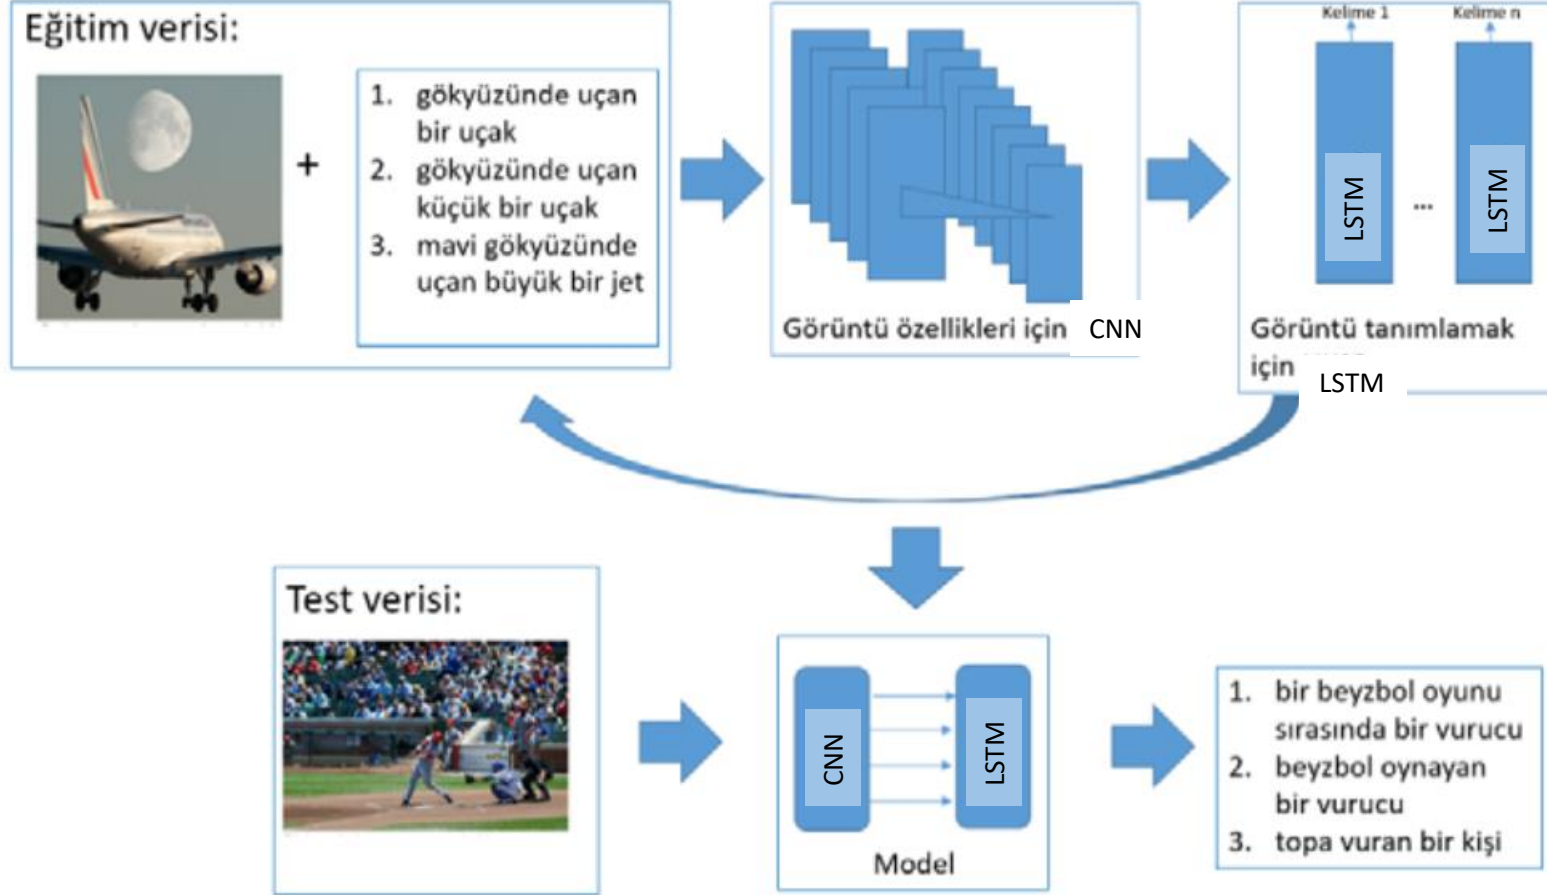 Eğitim verisi:
1. gökyüzünde uçan
bir uçak
2. gökyüzünde uçan
küçük bir uçak
3. mavi gökyüzünde
uçan büyük bir jet
+
Görüntü özellikleri için CNN
Kelime 1
Kelime n
LSTM
...
LSTM
Görüntü tanımlamak
için
LSTM
Test verisi:
CNN
LSTM
Model
1. bir beyzbol oyunu
sırasında bir vurucu
2. beyzbol oynayan
bir vurucu
3. topa vuran bir kişi